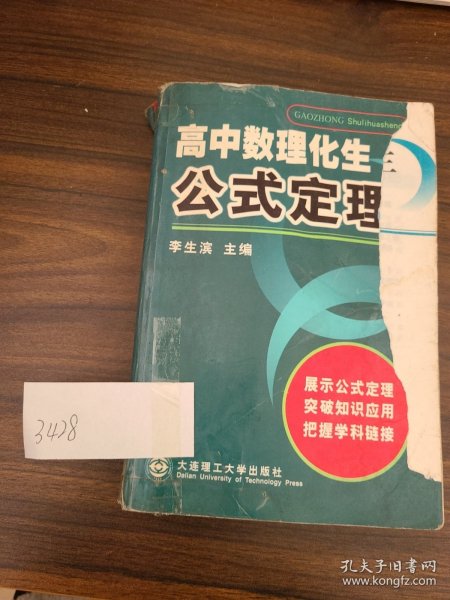 GAOZHONG Shulihuasheng
高中数理化生
公式定理
李生滨 主编
展示公式定理
突破知识应用
把握学科链接
3428
大连理工大学出版社
Dalian University of Technology Press
孔夫子旧书网
www.kongfz.com